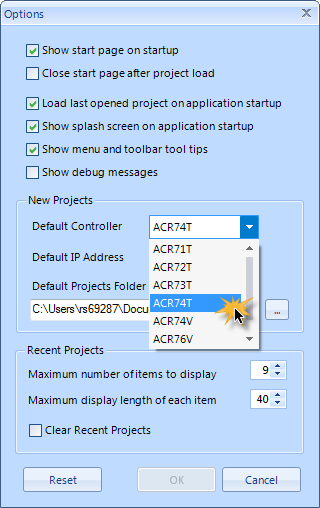 Options
Show start page on startup
Close start page after project load
Load last opened project on application startup
Show splash screen on application startup
Show menu and toolbar tool tips
Show debug messages
New Projects
Default Controller ACR74T
ACR71T
ACR72T
Default IP Address
ACR73T
Default Projects Folder
ACR74T
C:\Users\rs69287\Docu
...
ACR74V
ACR76V
Recent Projects
Maximum number of items to display 9
Maximum display length of each item 40
Clear Recent Projects
Reset OK Cancel